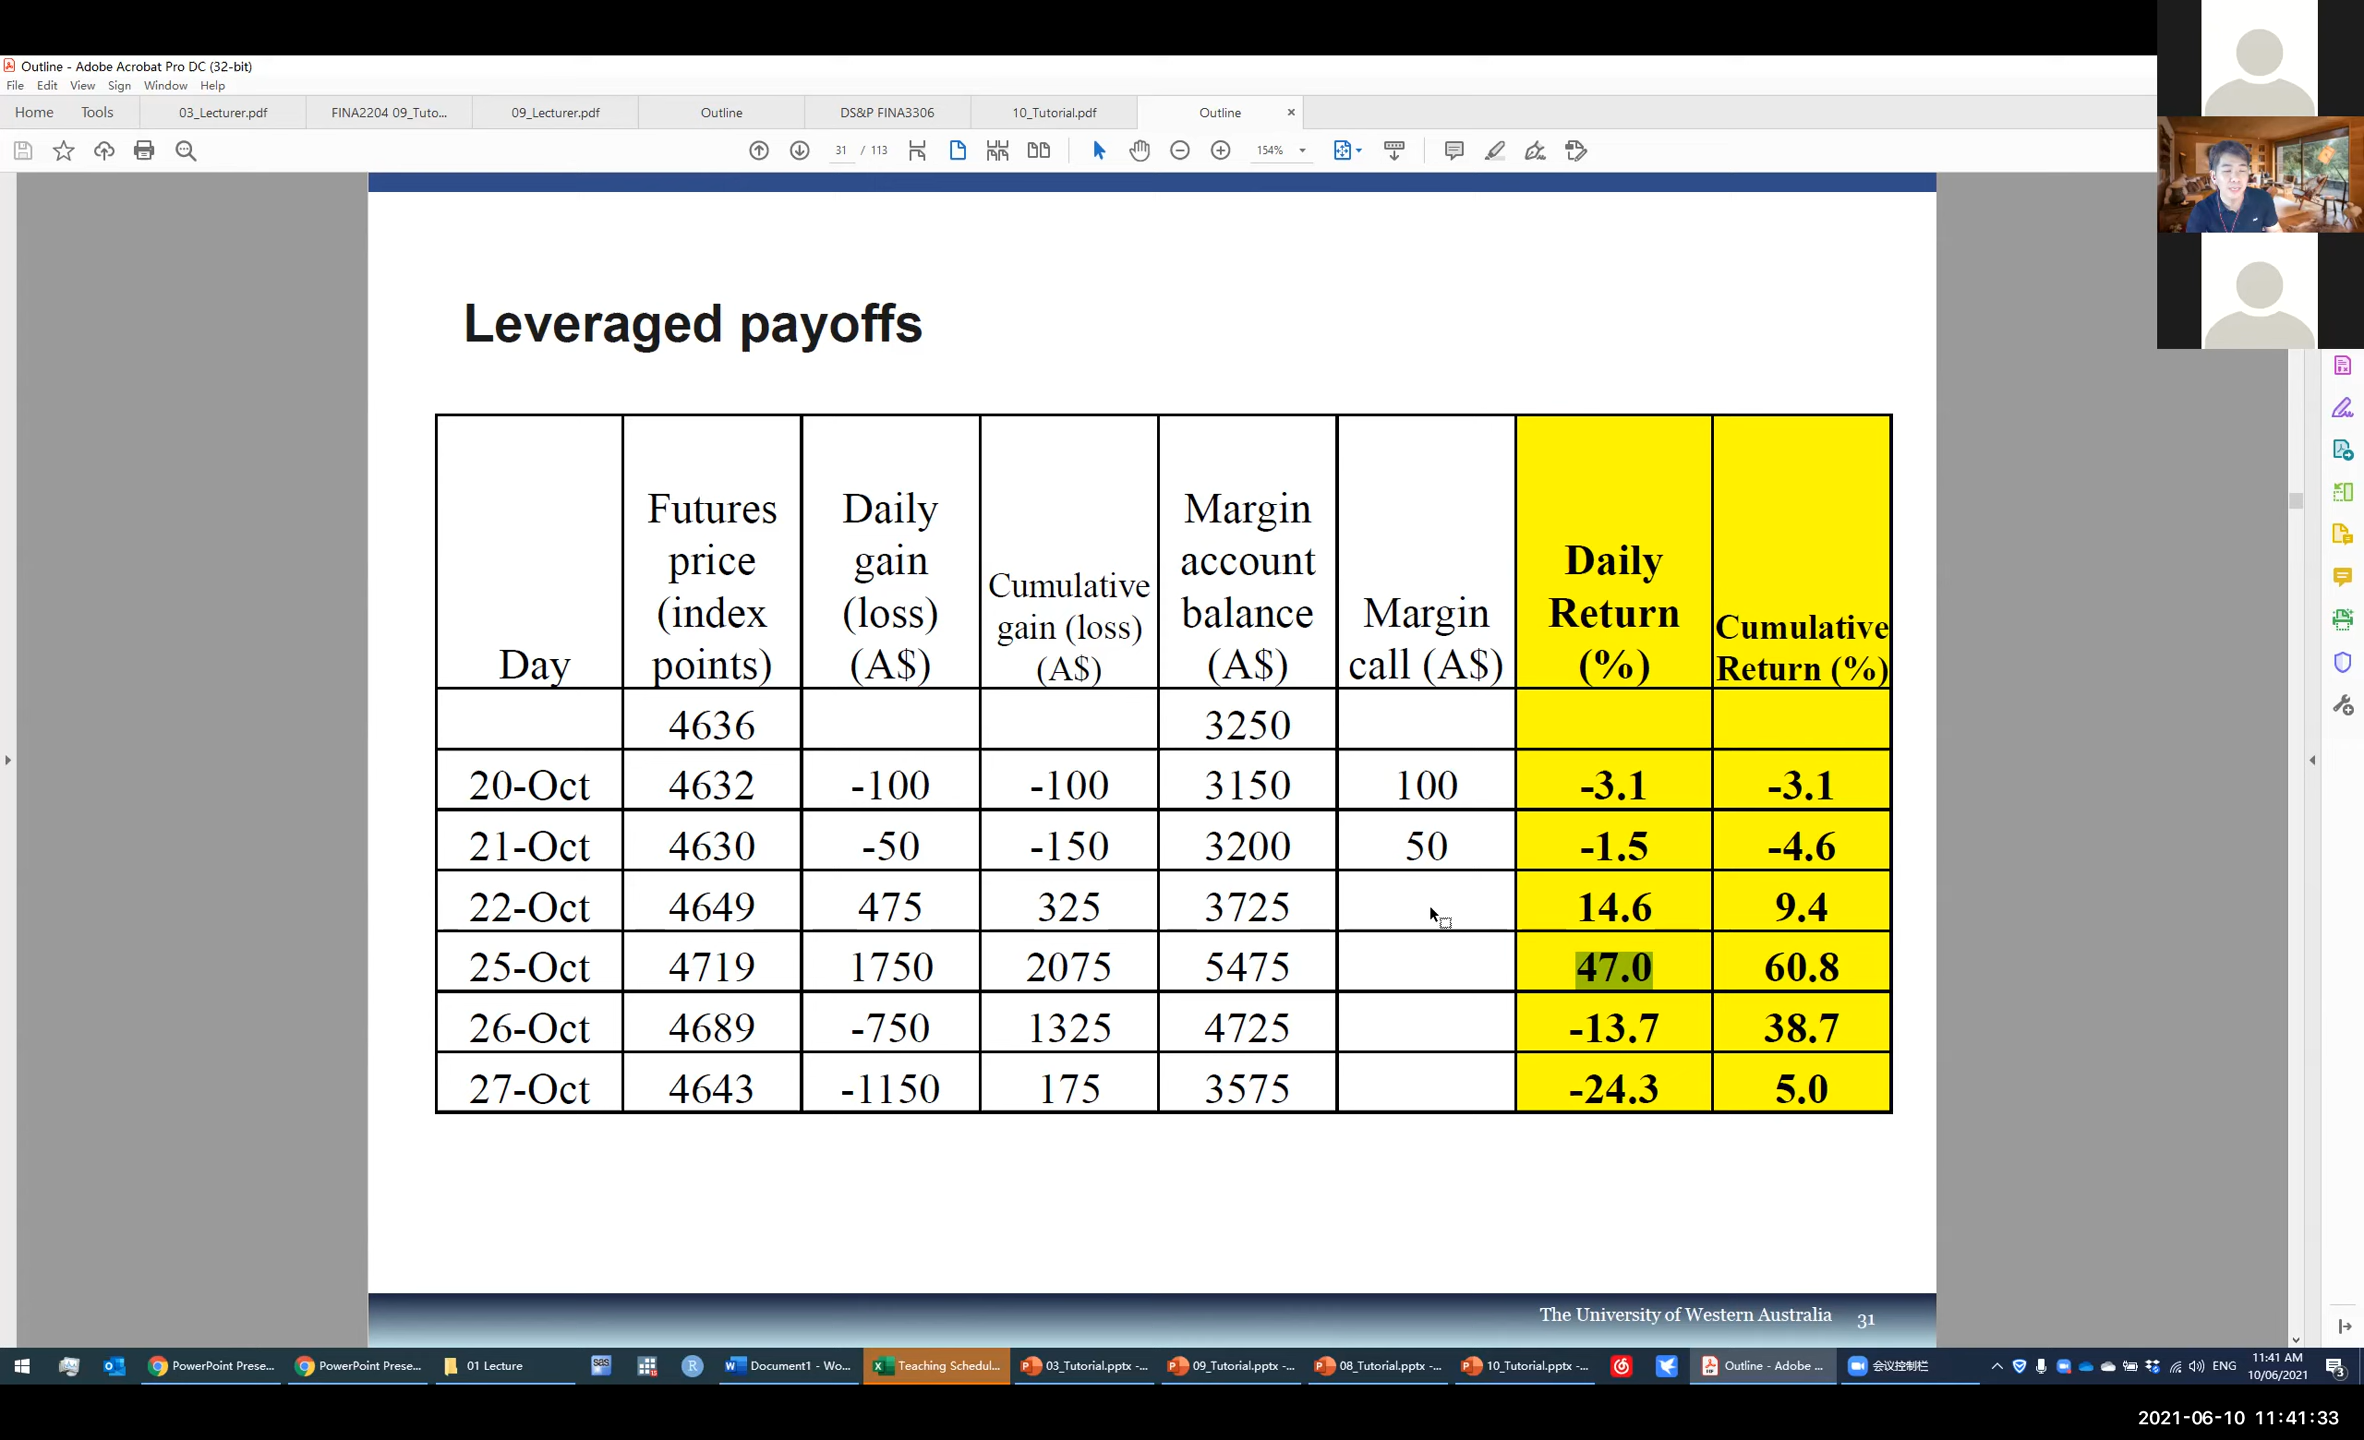 Outline - Adobe Acrobat Pro DC (32-bit)
File Edit View Sign Window Help
Home Tools 03_Lecturer.pdf FINA2204 09_Tuto... 09_Lecturer.pdf Outline DS&P FINA3306 10_Tutorial.pdf Outline ×
31 / 113 154%
Leveraged payoffs
Day Futures price (index points) Daily gain (loss) (A$) Cumulative gain (loss) (A$) Margin account balance (A$) Margin call (A$) Daily Return (%) Cumulative Return (%)
4636 3250
20-Oct 4632 -100 -100 3150 100 -3.1 -3.1
21-Oct 4630 -50 -150 3200 50 -1.5 -4.6
22-Oct 4649 475 325 3725 14.6 9.4
25-Oct 4719 1750 2075 5475 47.0 60.8
26-Oct 4689 -750 1325 4725 -13.7 38.7
27-Oct 4643 -1150 175 3575 -24.3 5.0
The University of Western Australia 31
PowerPoint Prese... PowerPoint Prese... 01 Lecture sas R Document1 - Wo... Teaching Schedul... 03_Tutorial.pptx -... 09_Tutorial.pptx -... 08_Tutorial.pptx -... 10_Tutorial.pptx -... Outline - Adobe ... 会议控制栏 ENG
11:41 AM
10/06/2021
3
2021-06-10 11:41:33